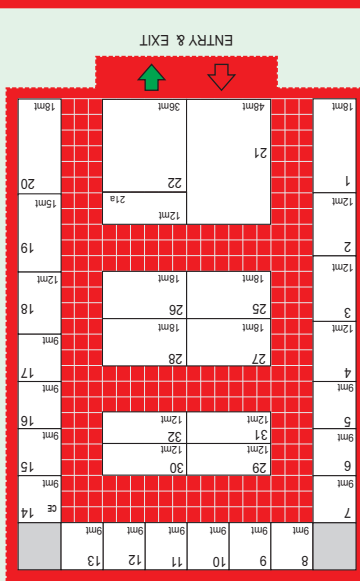 8 9 10 11 12 13
9mt 9mt 9mt 9mt 9mt 9mt
7 14 CE
9mt 9mt
29 30
12mt 12mt
6 15
9mt 9mt
31 32
12mt 12mt
5 16
9mt 9mt
4 17
12mt 9mt
27 28
18mt 18mt
3 18
12mt 12mt
25 26
18mt 18mt
2 19
12mt 15mt
12mt
21a
1 20
21 22
18mt 48mt 36mt 18mt
ENTRY & EXIT